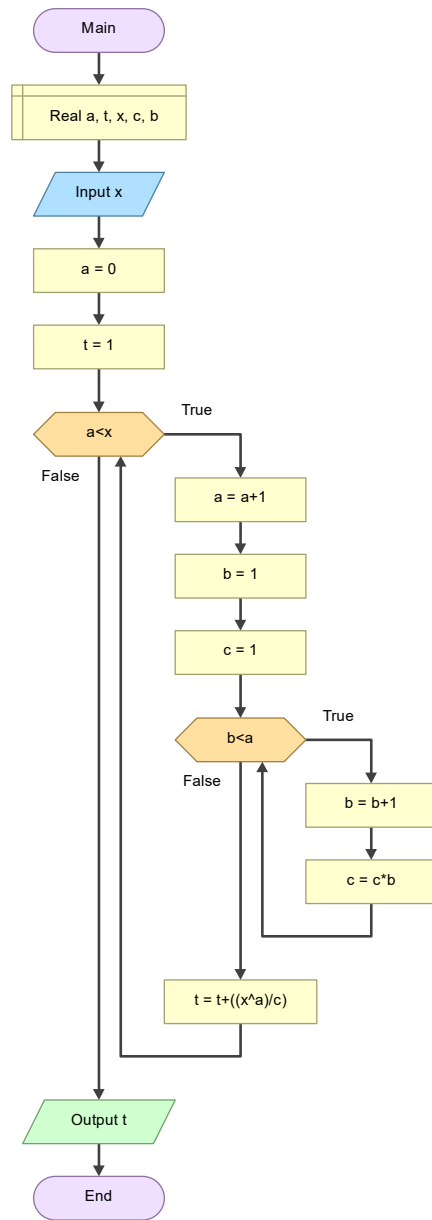 Main
Real a, t, x, c, b
Input x
a = 0
t = 1
a<x
True
False
a = a+1
b = 1
c = 1
b<a
True
False
b = b+1
c = c*b
t = t+((x^a)/c)
Output t
End